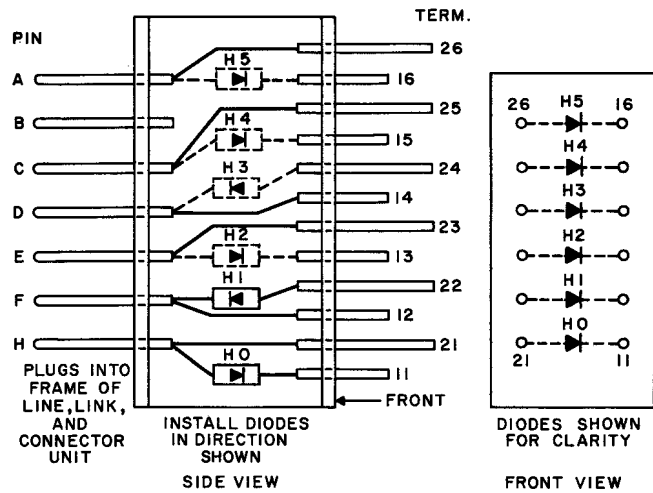 TERM.
PIN
26
A
H5
16
B
25
H4
15
C
H3
24
D
14
23
E
H2
13
H1
22
F
12
H
21
HO
11
PLUGS INTO
FRAME OF
LINE, LINK,
AND
CONNECTOR
UNIT
INSTALL DIODES
IN DIRECTION
SHOWN
FRONT
SIDE VIEW
26 H5 16
H4
H3
H2
H1
HO
21 11
DIODES SHOWN
FOR CLARITY
FRONT VIEW